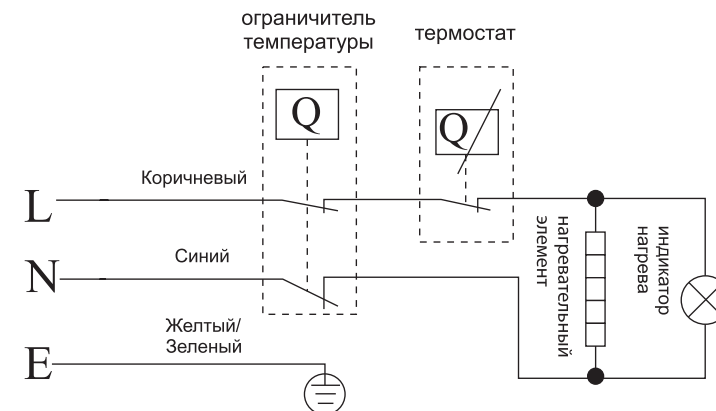 ограничитель
температуры
термостат
Q
Q
Коричневый
L
Синий
N
Желтый/
Зеленый
E
нагревательный
элемент
индикатор
нагрева